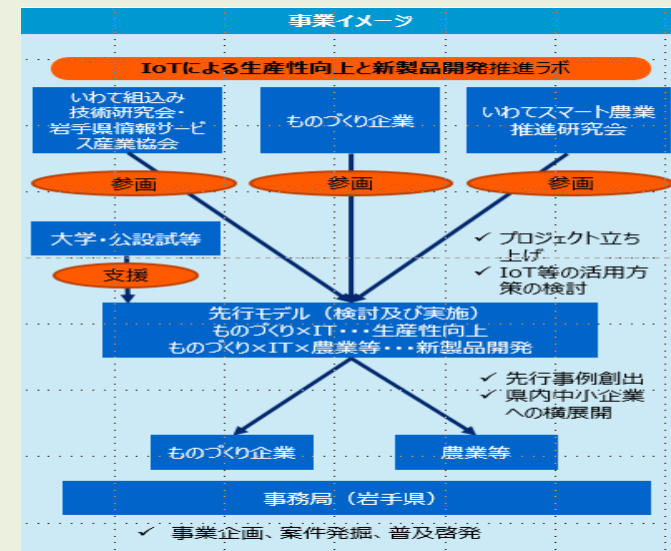 事業イメージ
IoTによる生産性向上と新製品開発推進ラボ
いわて組込み
技術研究会・
岩手県情報サービ
ス産業協会
ものづくり企業
いわてスマート農業
推進研究会
参画
参画
参画
大学・公設試等
支援
✓ プロジェクト立ち
上げ
✓ IoT等の活用方
策の検討
先行モデル（検討及び実施）
ものづくり×IT・・・生産性向上
ものづくり×IT×農業等・・・新製品開発
✓ 先行事例創出
✓ 県内中小企業
への横展開
ものづくり企業
農業等
事務局（岩手県）
✓ 事業企画、案件発掘、普及啓発